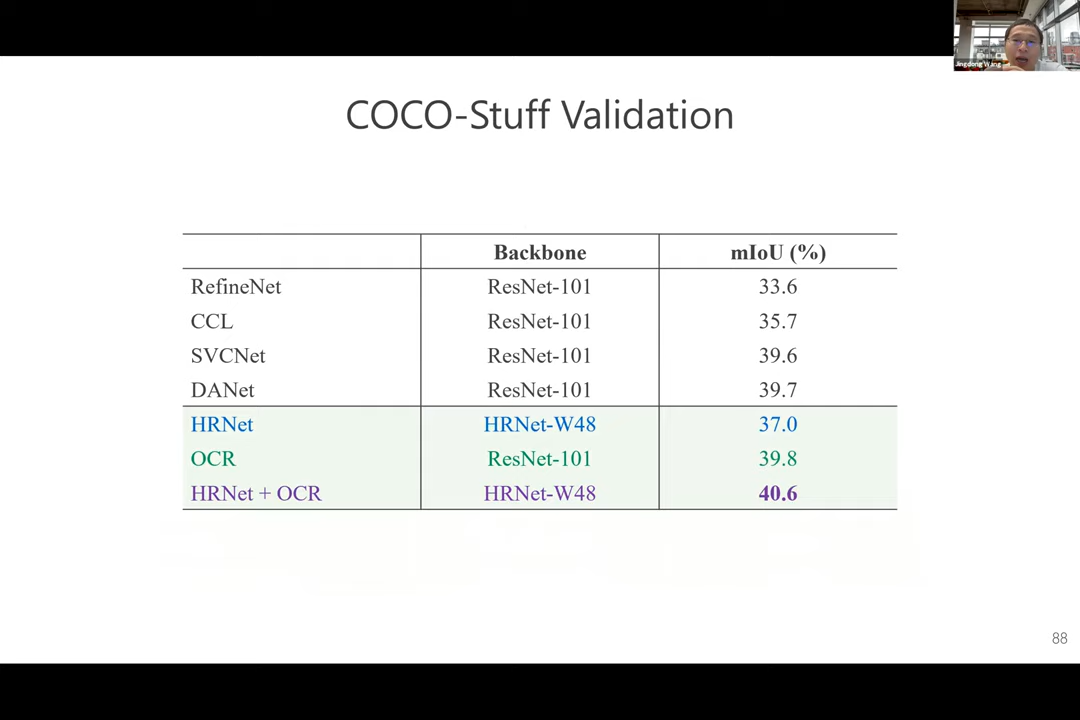 Jingdong Wang
COCO-Stuff Validation
Backbone mIoU (%)
RefineNet ResNet-101 33.6
CCL ResNet-101 35.7
SVCNet ResNet-101 39.6
DANet ResNet-101 39.7
HRNet HRNet-W48 37.0
OCR ResNet-101 39.8
HRNet + OCR HRNet-W48 40.6
88